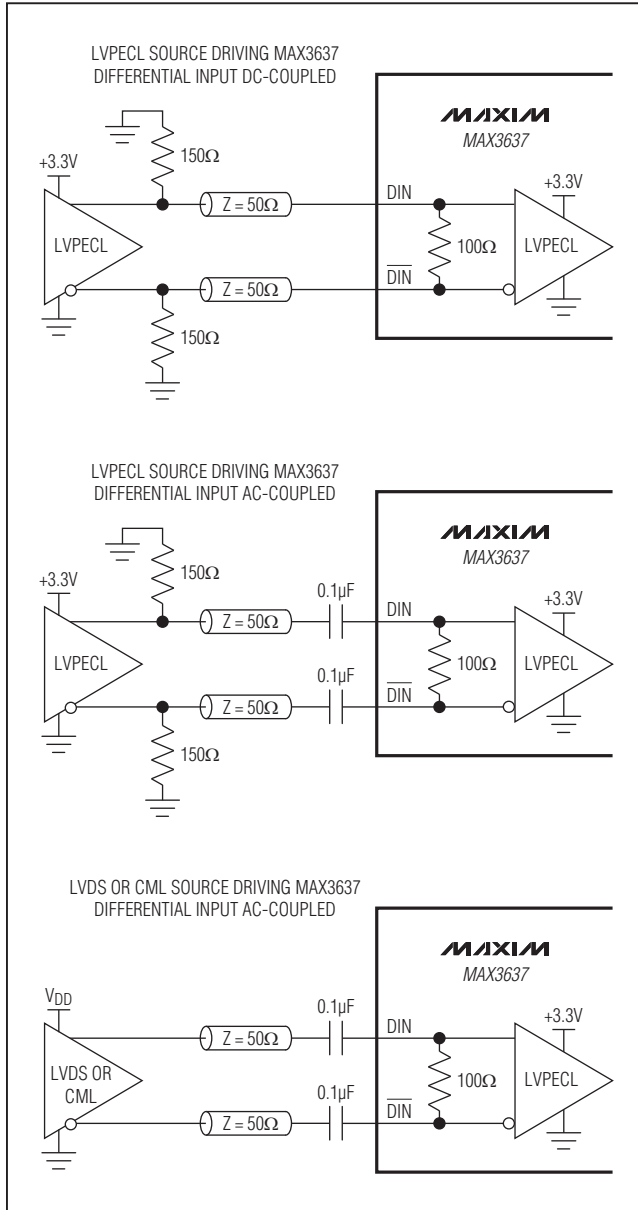 LVPECL SOURCE DRIVING MAX3637
DIFFERENTIAL INPUT DC-COUPLED
MAXIM
MAX3637
150Ω
+3.3V
+3.3V
Z = 50Ω
DIN
LVPECL
100Ω
LVPECL
Z = 50Ω
DIN
150Ω
LVPECL SOURCE DRIVING MAX3637
DIFFERENTIAL INPUT AC-COUPLED
MAXIM
MAX3637
150Ω
+3.3V
0.1µF
+3.3V
Z = 50Ω
DIN
LVPECL
0.1µF
100Ω
LVPECL
Z = 50Ω
DIN
150Ω
LVDS OR CML SOURCE DRIVING MAX3637
DIFFERENTIAL INPUT AC-COUPLED
MAXIM
MAX3637
VDD
0.1µF
+3.3V
Z = 50Ω
DIN
LVDS OR
CML
0.1µF
100Ω
LVPECL
Z = 50Ω
DIN